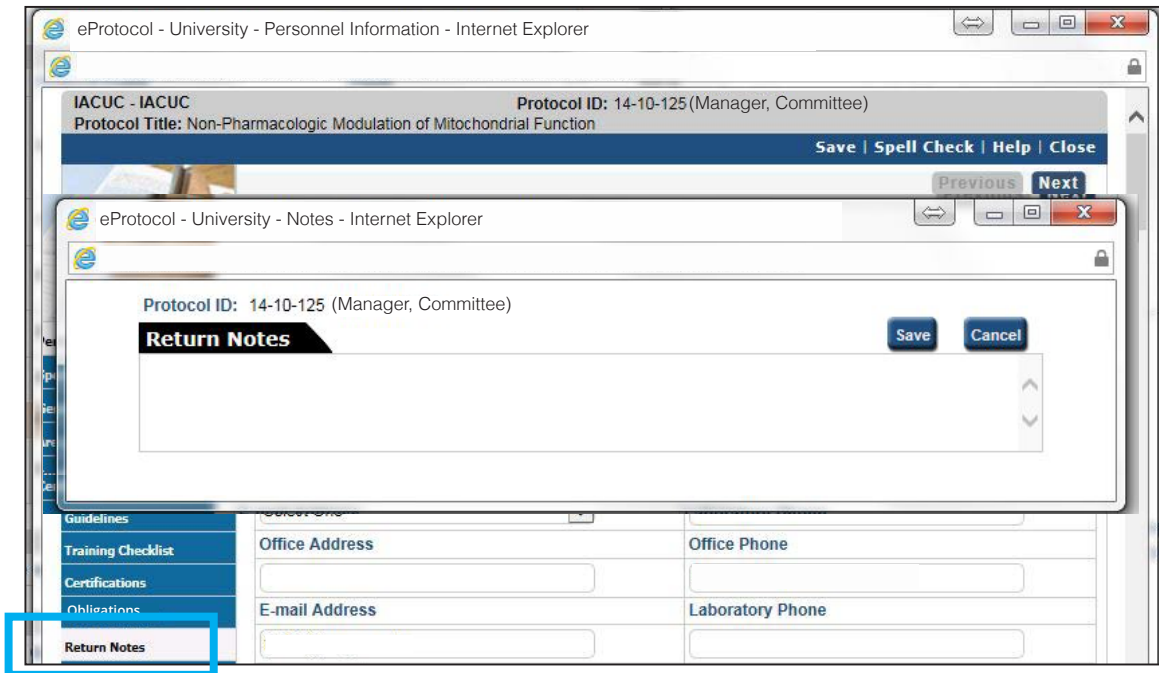 eProtocol - University - Personnel Information - Internet Explorer
IACUC - IACUC Protocol ID: 14-10-125 (Manager, Committee)
Protocol Title: Non-Pharmacologic Modulation of Mitochondrial Function
Save | Spell Check | Help | Close
Previous Next
eProtocol - University - Notes - Internet Explorer
Protocol ID: 14-10-125 (Manager, Committee)
Return Notes
Save Cancel
Guidelines
Training Checklist
Office Address Office Phone
Certifications
Obligations
E-mail Address Laboratory Phone
Return Notes